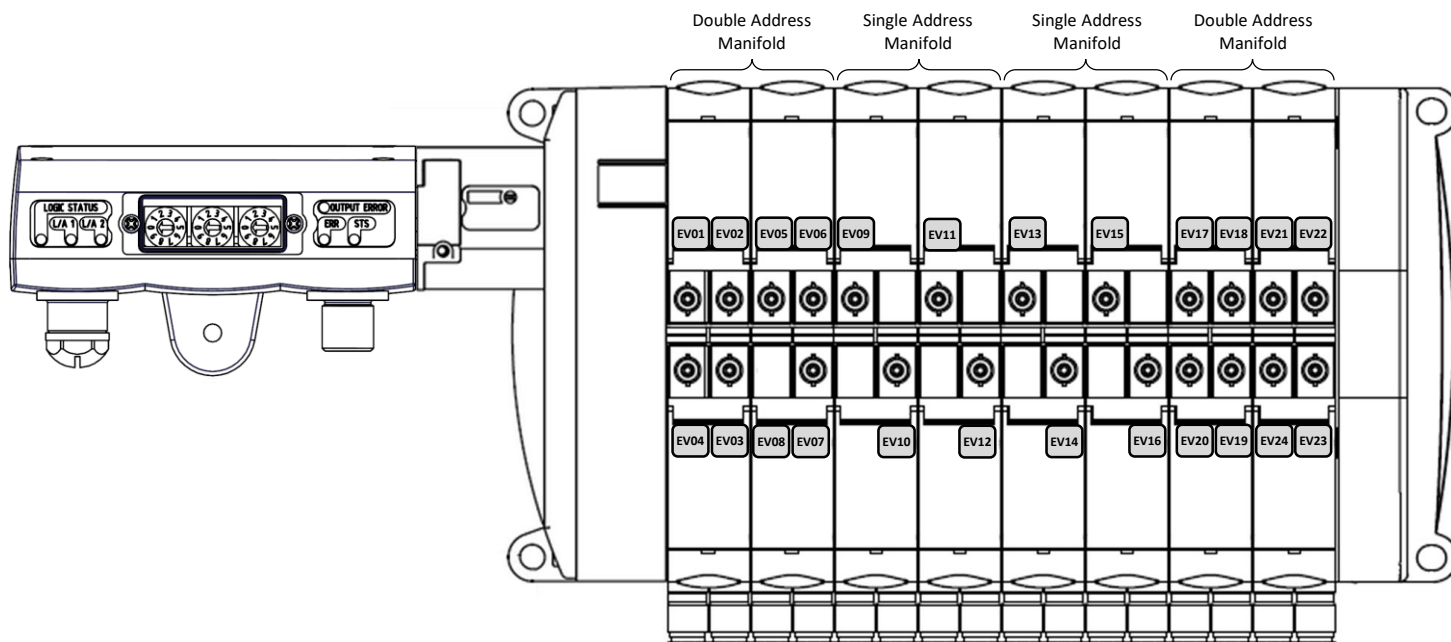 Double Address
Manifold
Single Address
Manifold
Single Address
Manifold
Double Address
Manifold
LOGIC STATUS
L/A 1
L/A 2
OUTPUT ERROR
ERR
STS
EV01
EV02
EV05
EV06
EV09
EV11
EV13
EV15
EV17
EV18
EV21
EV22
EV04
EV03
EV08
EV07
EV10
EV12
EV14
EV16
EV20
EV19
EV24
EV23